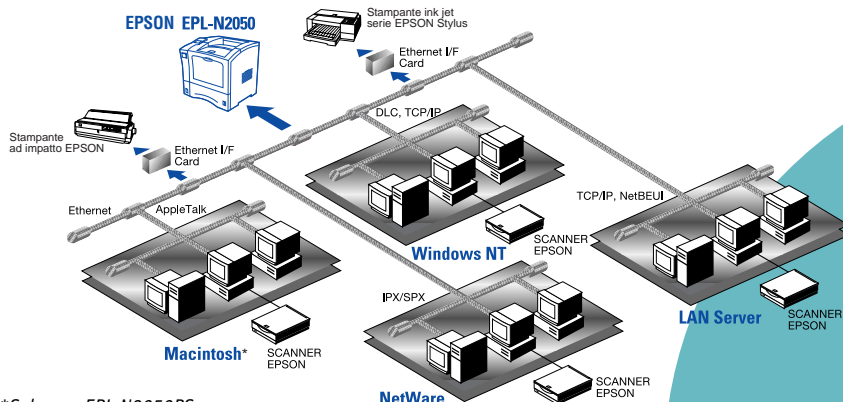 EPSON EPL-N2050
Stampante ink jet
serie EPSON Stylus
Ethernet I/F
Card
Stampante
ad impatto EPSON
Ethernet I/F
Card
DLC, TCP/IP
Ethernet
AppleTalk
TCP/IP, NetBEUI
Windows NT
SCANNER
EPSON
IPX/SPX
LAN Server
SCANNER
EPSON
Macintosh*
SCANNER
EPSON
NetWare
SCANNER
EPSON
EPL-N2050PS